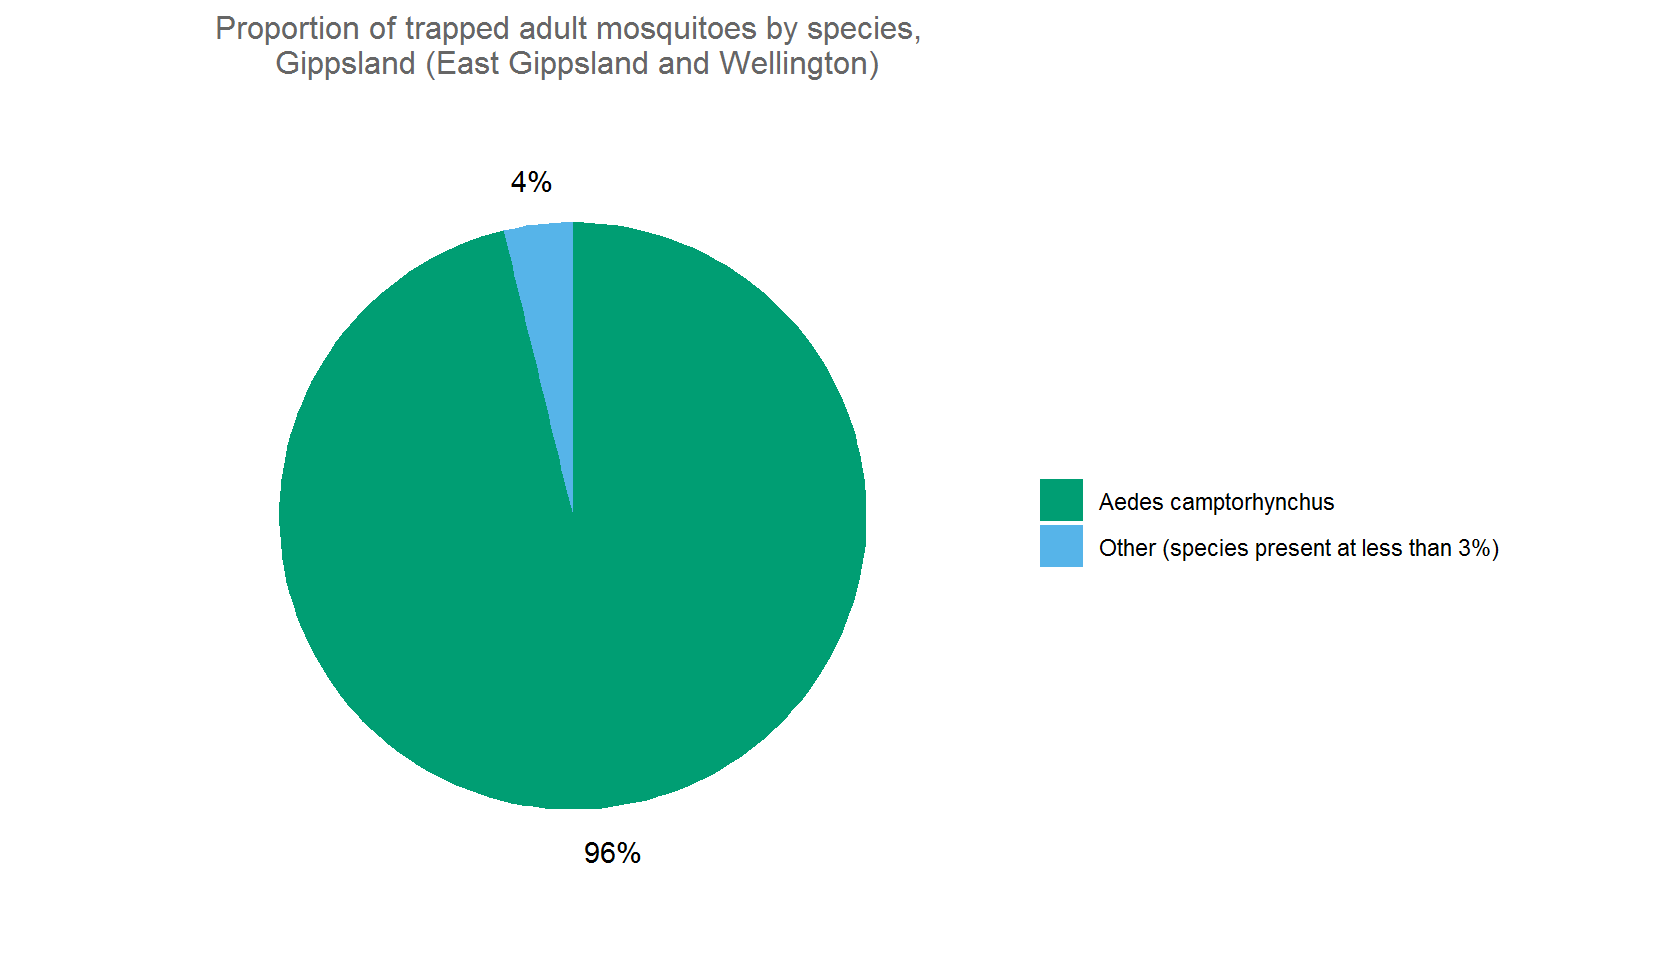 Proportion of trapped adult mosquitoes by species,
Gippsland (East Gippsland and Wellington)
4%
Aedes camptorhynchus
Other (species present at less than 3%)
96%